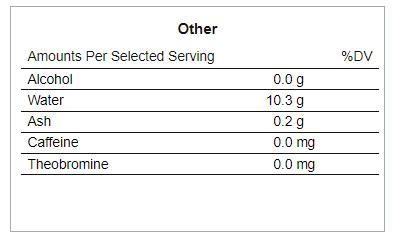 Other
Amounts Per Selected Serving %DV
Alcohol 0.0 g
Water 10.3 g
Ash 0.2 g
Caffeine 0.0 mg
Theobromine 0.0 mg